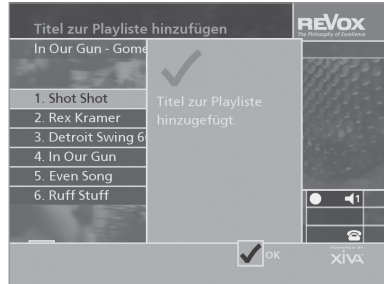 Titel zur Playliste hinzufügen
REVOX
The Philosophy of Excellence
In Our Gun - Gome
Titel zur Playliste
hinzugefügt.
1. Shot Shot
2. Rex Kramer
3. Detroit Swing 6
4. In Our Gun
5. Even Song
6. Ruff Stuff
1
OK
POWERED BY
XiVA